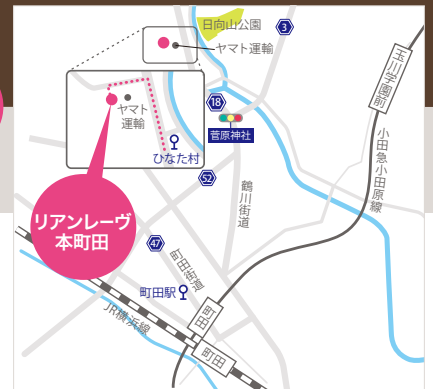 日向山公園
3
ヤマト運輸
玉川学園前
18
ヤマト
運輸
菅原神社
ひなた村
小田急小田原線
52
鶴川街道
リアンレーヴ
本町田
47
町田街道
町田駅
町田
JR横浜線
町田